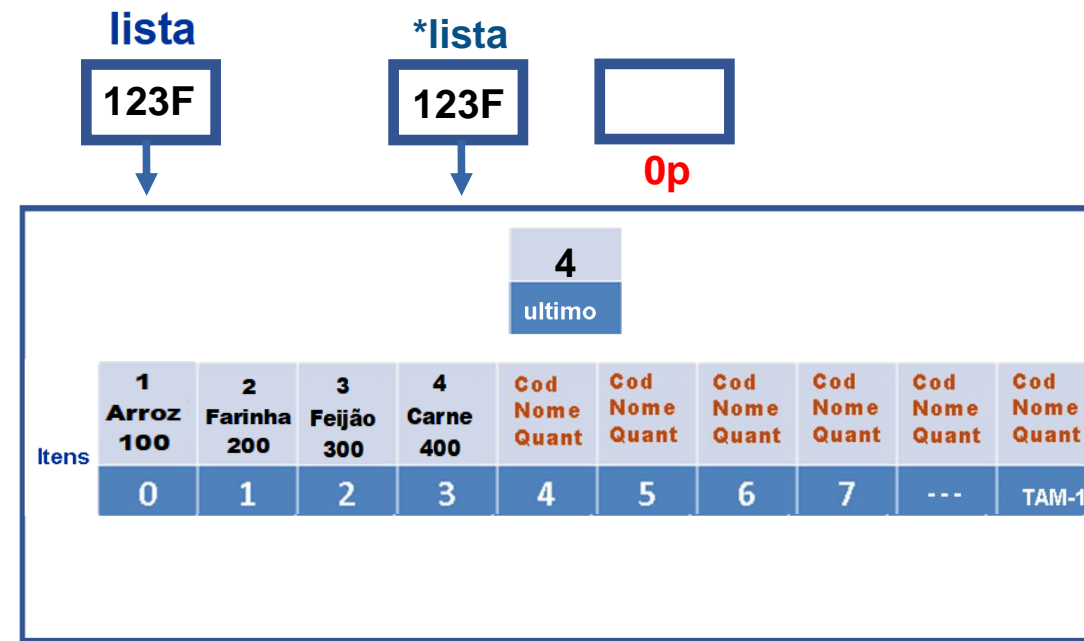 lista *lista
123F 123F
0p
4
ultimo
1 2 3 4 Cod Cod Cod Cod Cod Cod
Arroz Farinha Feijão Carne Nome Nome Nome Nome Nome Nome
100 200 300 400 Quant Quant Quant Quant Quant Quant
Itens
0 1 2 3 4 5 6 7 --- TAM-1